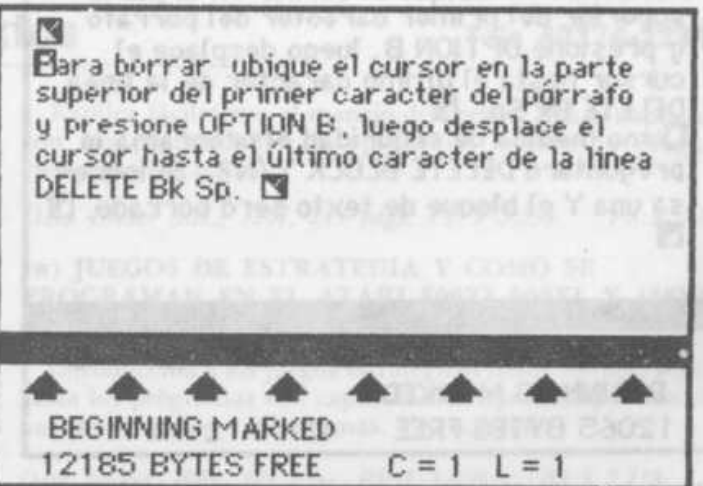 Para borrar ubique el cursor en la parte
superior del primer caracter del párrafo
y presione OPTION B, luego desplace el
cursor hasta el último caracter de la linea
DELETE Bk Sp.
BEGINNING MARKED
12185 BYTES FREE C = 1 L = 1